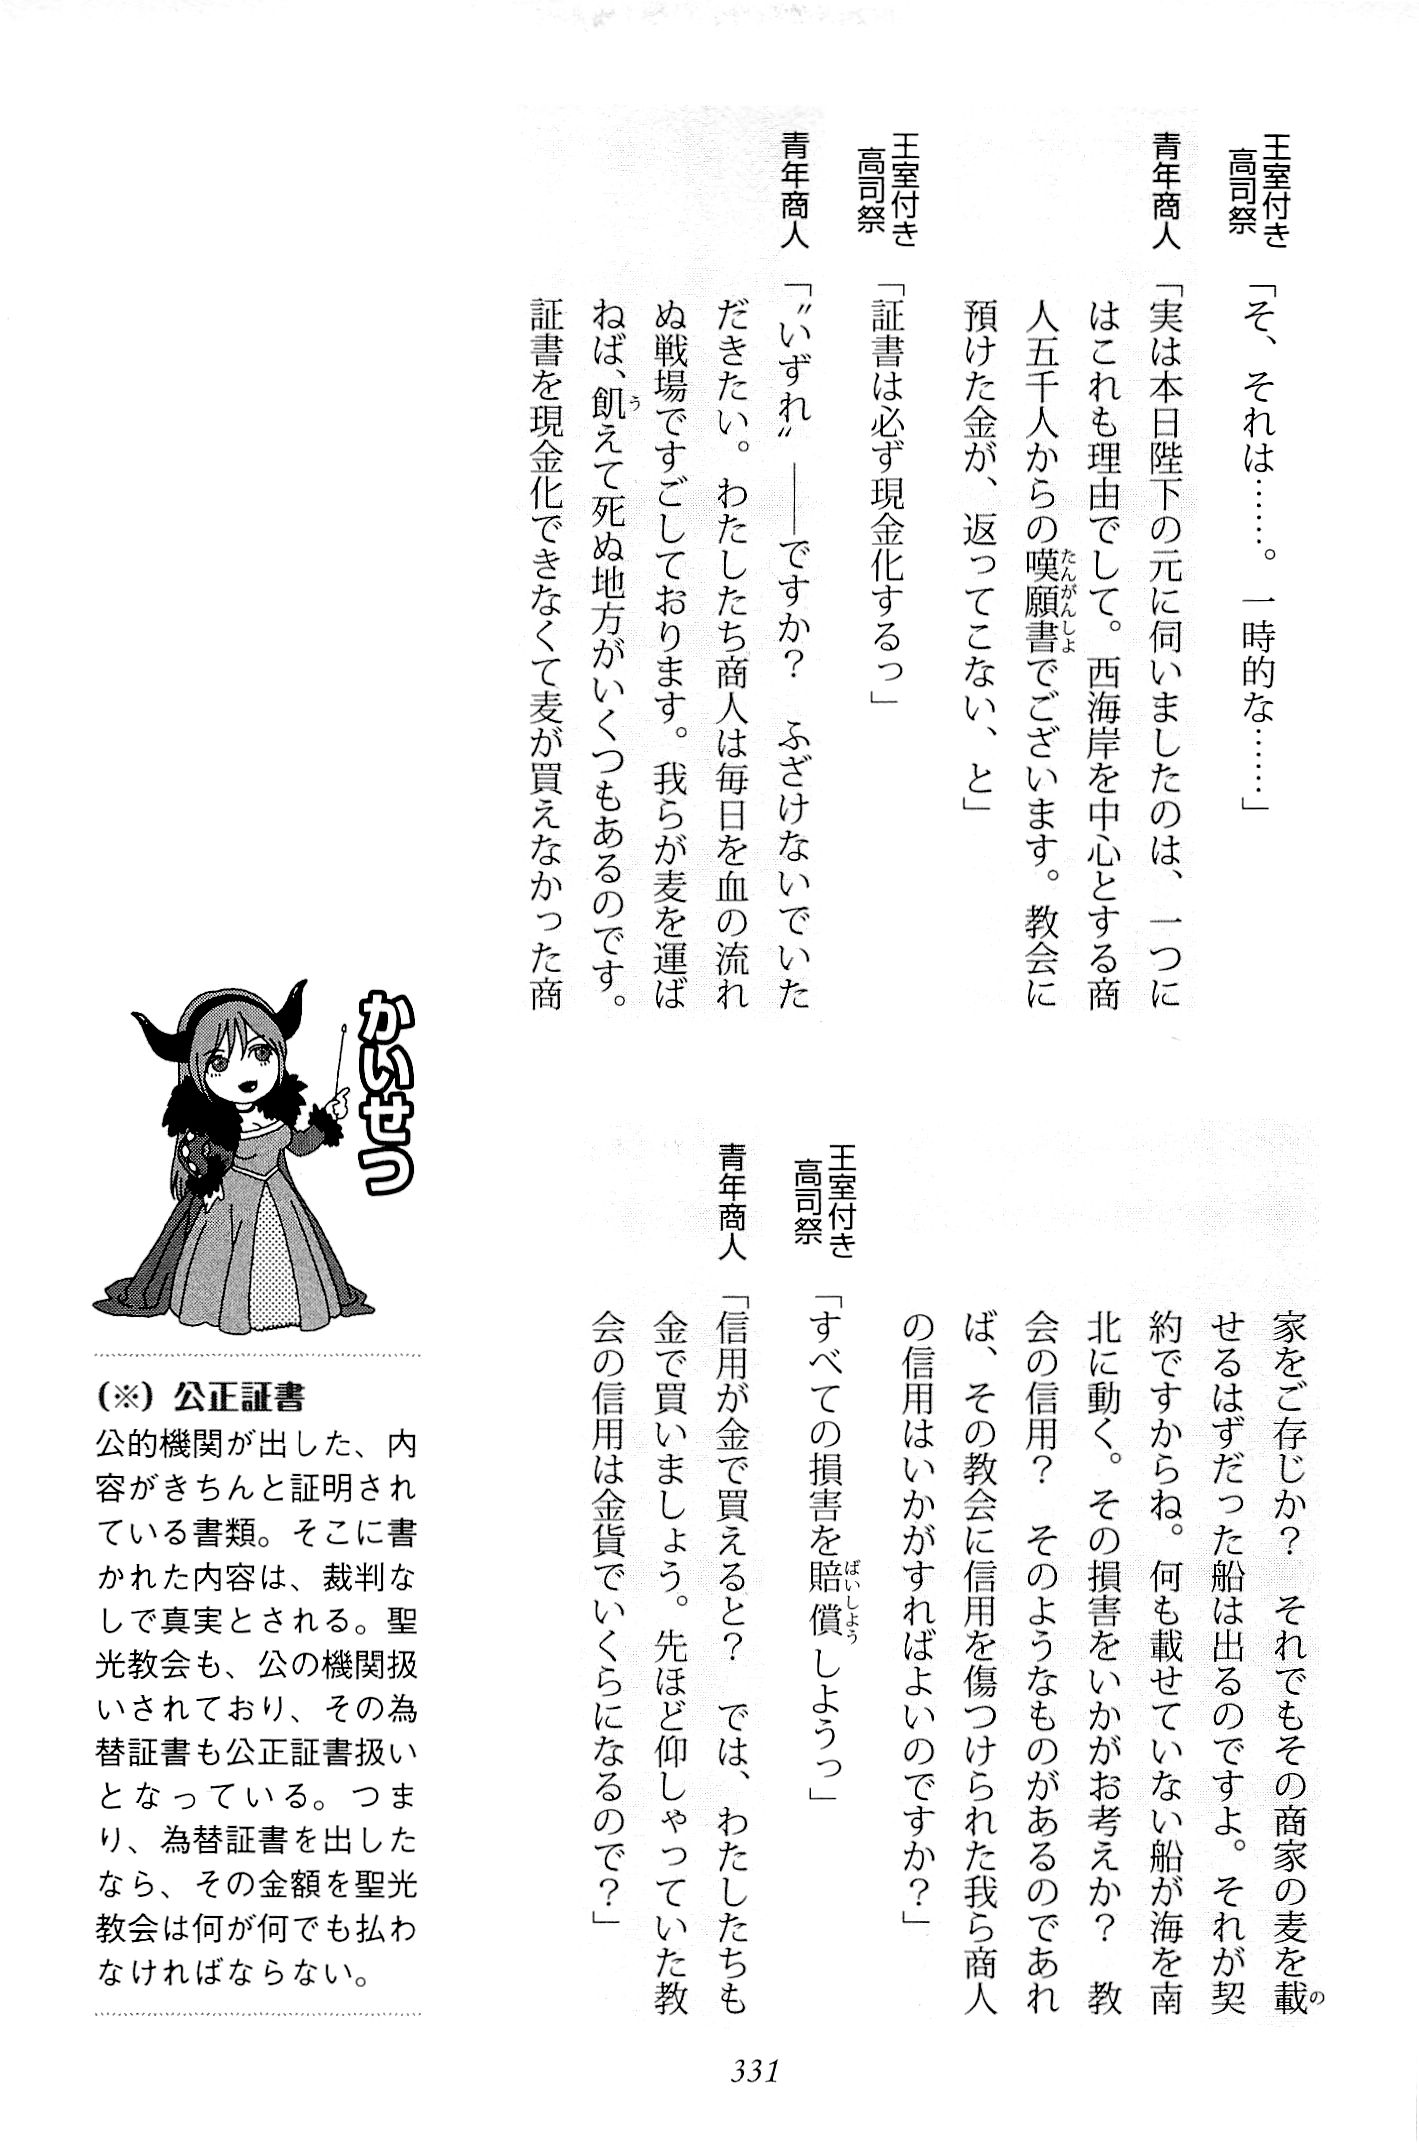 王室付き
高司祭
「そ、それは……。一時的な……」
青年商人
「実は本日陛下の元に伺いましたのは、一つに
はこれも理由でして。西海岸を中心とする商
人五千人からの嘆願書でございます。教会に
預けた金が、返ってこない、と」
王室付き
高司祭
「証書は必ず現金化するっ」
青年商人
「〝いずれ〟――ですか？　ふざけないでいた
だきたい。わたしたち商人は毎日を血の流れ
ぬ戦場ですごしております。我らが麦を運ば
ねば、飢えて死ぬ地方がいくつもあるのです。
証書を現金化できなくて麦が買えなかった商
家をご存じか？　それでもその商家の麦を載
せるはずだった船は出るのですよ。それが契
約ですからね。何も載せていない船が海を南
北に動く。その損害をいかがお考えか？　教
会の信用？　そのようなものがあるのであれ
ば、その教会に信用を傷つけられた我ら商人
の信用はいかがすればよいのですか？」
王室付き
高司祭
「すべての損害を賠償しようっ」
青年商人
「信用が金で買えると？　では、わたしたちも
金で買いましょう。先ほど仰しゃっていた教
会の信用は金貨でいくらになるので？」
かいせつ
(※) 公正証書
公的機関が出した、内
容がきちんと証明され
ている書類。そこに書
かれた内容は、裁判な
しで真実とされる。聖
光教会も、公の機関扱
いされており、その為
替証書も公正証書扱い
となっている。つま
り、為替証書を出した
なら、その金額を聖光
教会は何が何でも払わ
なければならない。
331